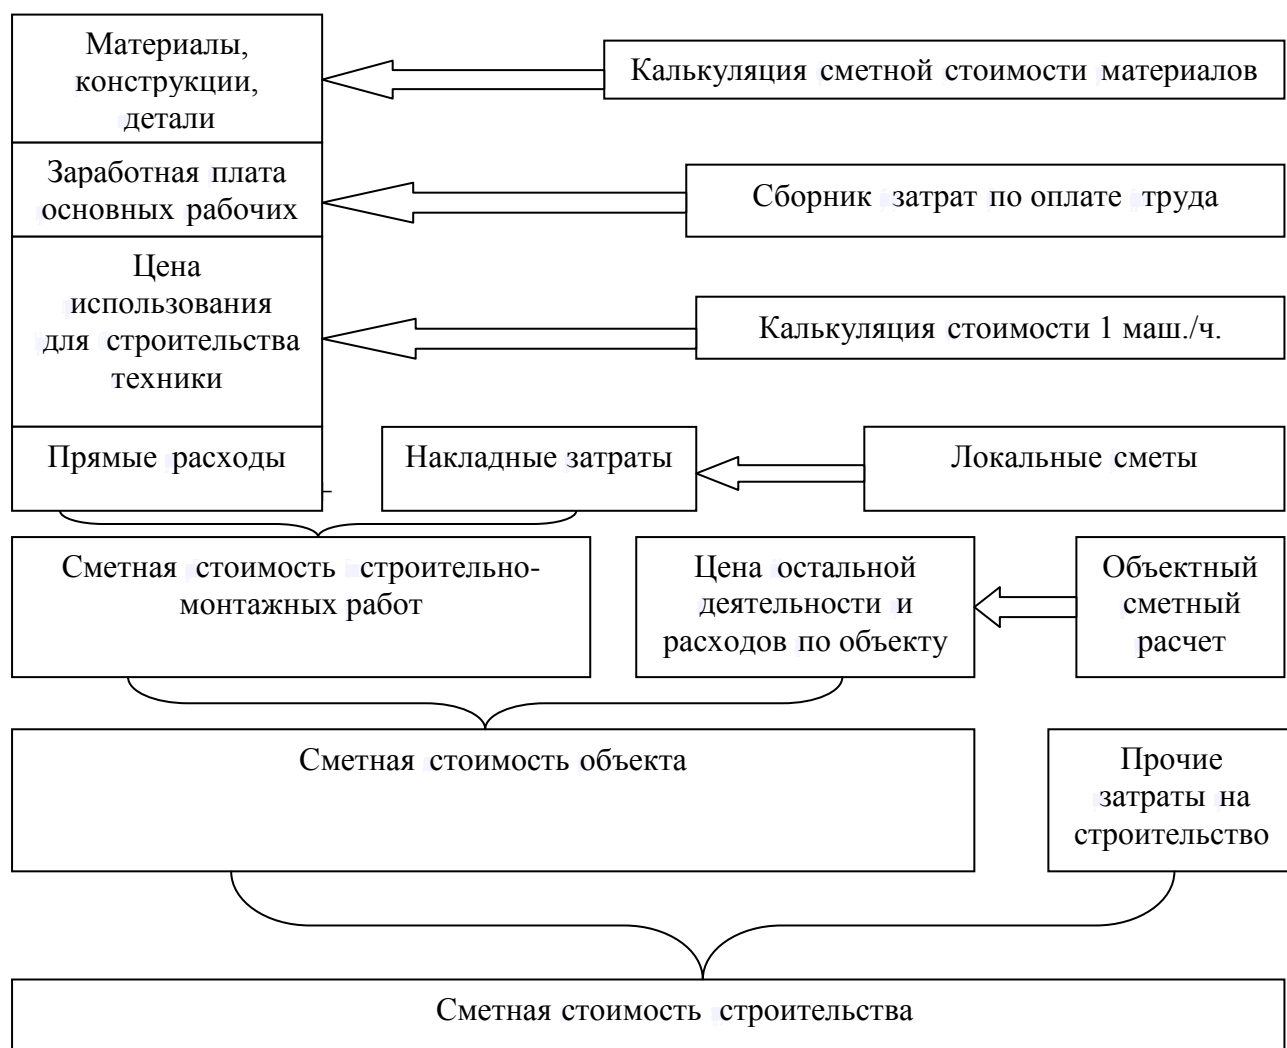 Материалы,
конструкции,
детали
Калькуляция сметной стоимости материалов
Заработная плата
основных рабочих
Сборник затрат по оплате труда
Цена
использования
для строительства
техники
Калькуляция стоимости 1 маш./ч.
Прямые расходы
Накладные затраты
Локальные сметы
Сметная стоимость строительно-
монтажных работ
Цена остальной
деятельности и
расходов по объекту
Объектный
сметный
расчет
Сметная стоимость объекта
Прочие
затраты на
строительство
Сметная стоимость строительства